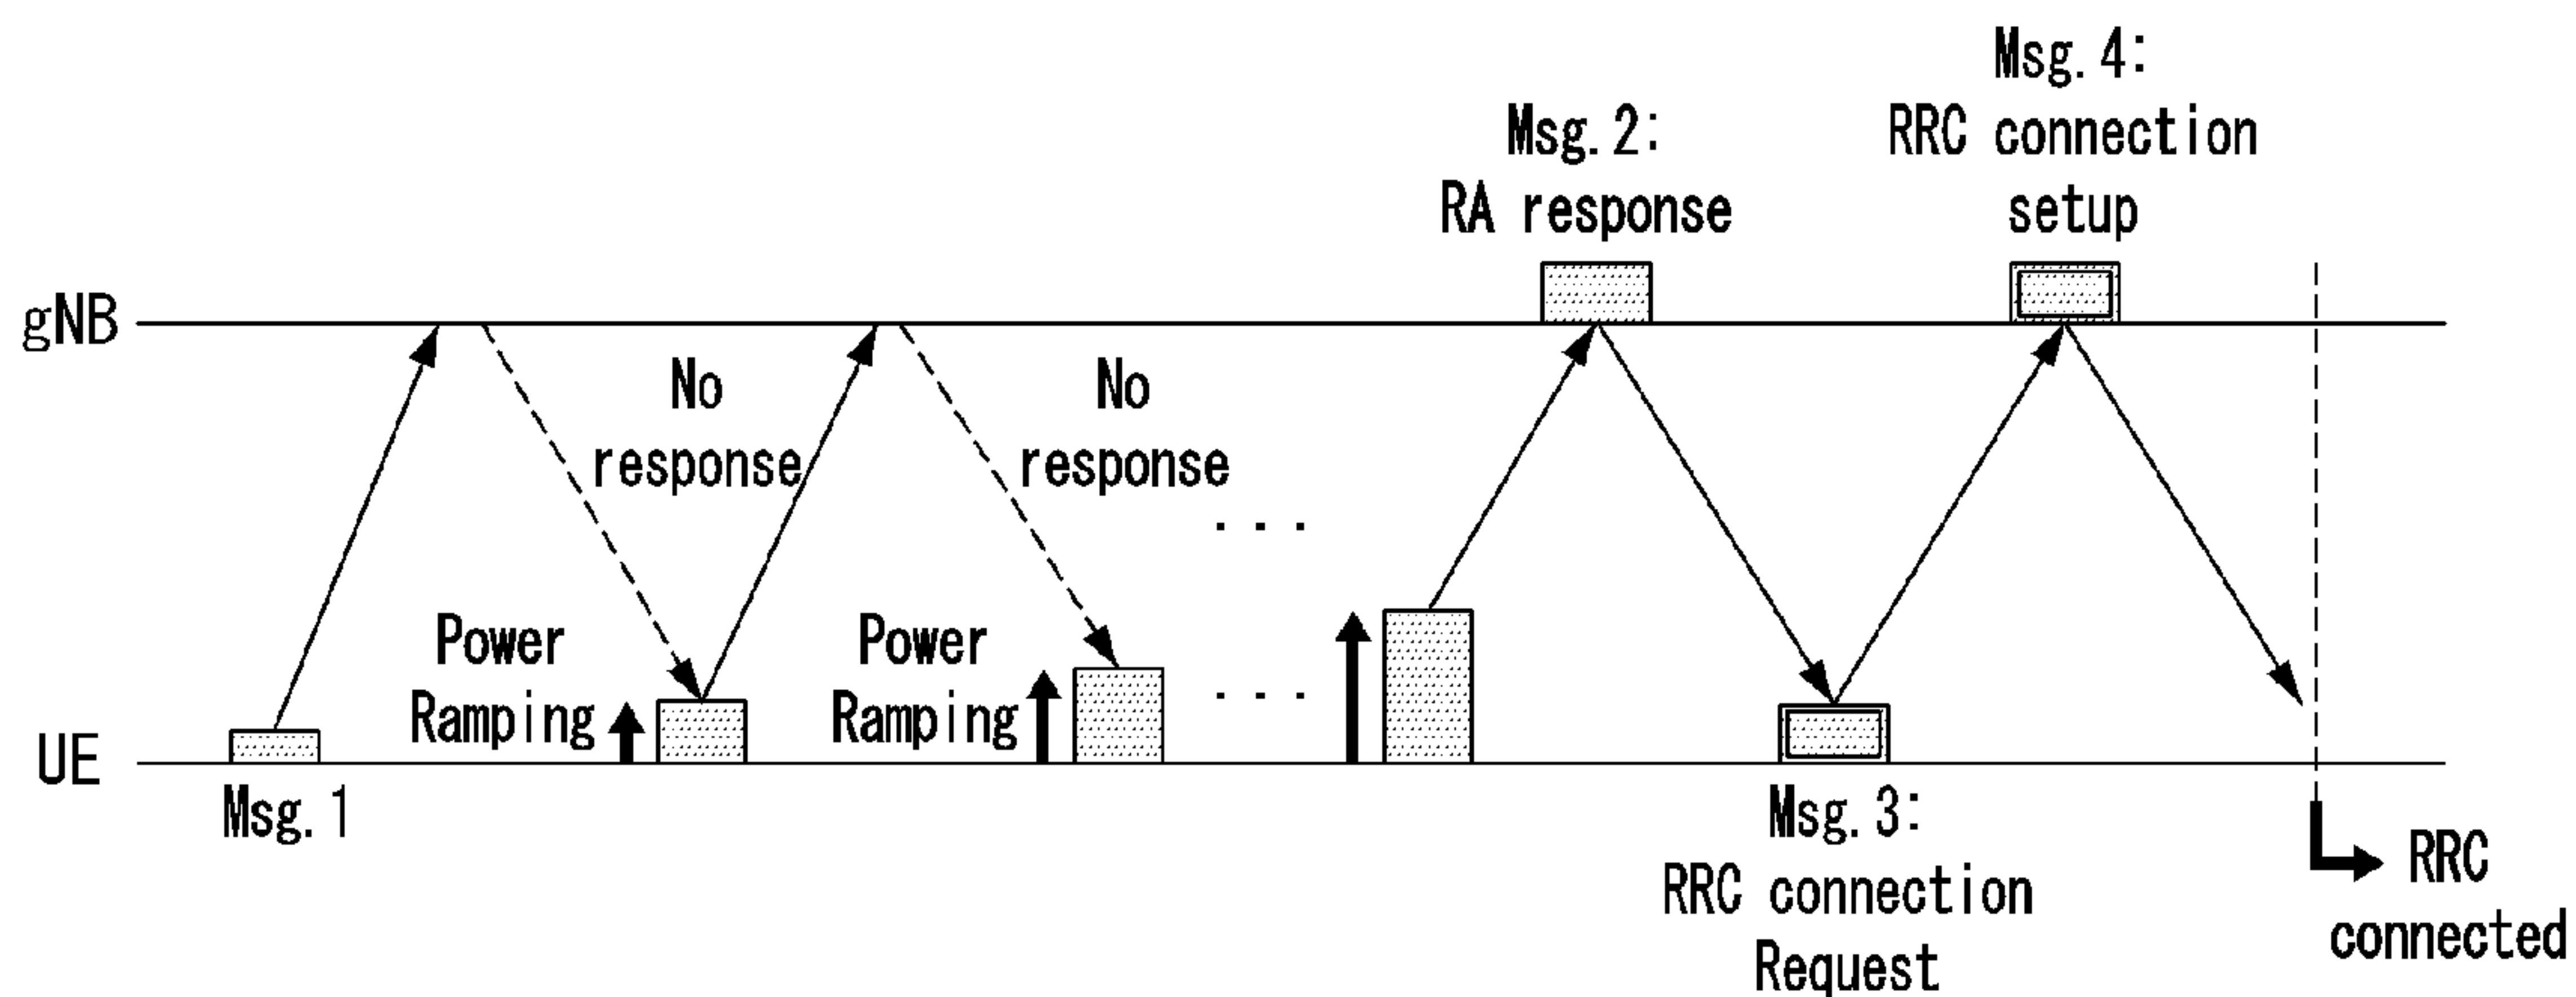 Msg.4:
RRC connection
setup
Msg.2:
RA response
gNB
No
response
No
response
. . .
Power
Ramping
Power
Ramping
. . .
UE
Msg.1
Msg.3:
RRC connection
Request
RRC
connected